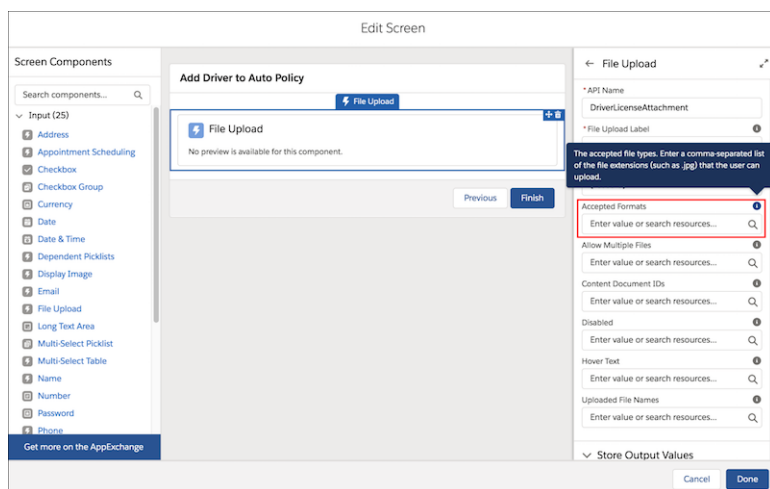 Edit Screen
Screen Components
Search components...
Input (25)
Address
Appointment Scheduling
Checkbox
Checkbox Group
Currency
Date
Date & Time
Dependent Picklists
Display Image
Email
File Upload
Long Text Area
Multi-Select Picklist
Multi-Select Table
Name
Number
Password
Phone
Get more on the AppExchange
Add Driver to Auto Policy
File Upload
File Upload
No preview is available for this component.
Previous
Finish
File Upload
*API Name
DriverLicenseAttachment
*File Upload Label
The accepted file types. Enter a comma-separated list
of the file extensions (such as .jpg) that the user can
upload.
Accepted Formats
Enter value or search resources...
Allow Multiple Files
Enter value or search resources...
Content Document IDs
Enter value or search resources...
Disabled
Enter value or search resources...
Hover Text
Enter value or search resources...
Uploaded File Names
Enter value or search resources...
Store Output Values
Cancel
Done